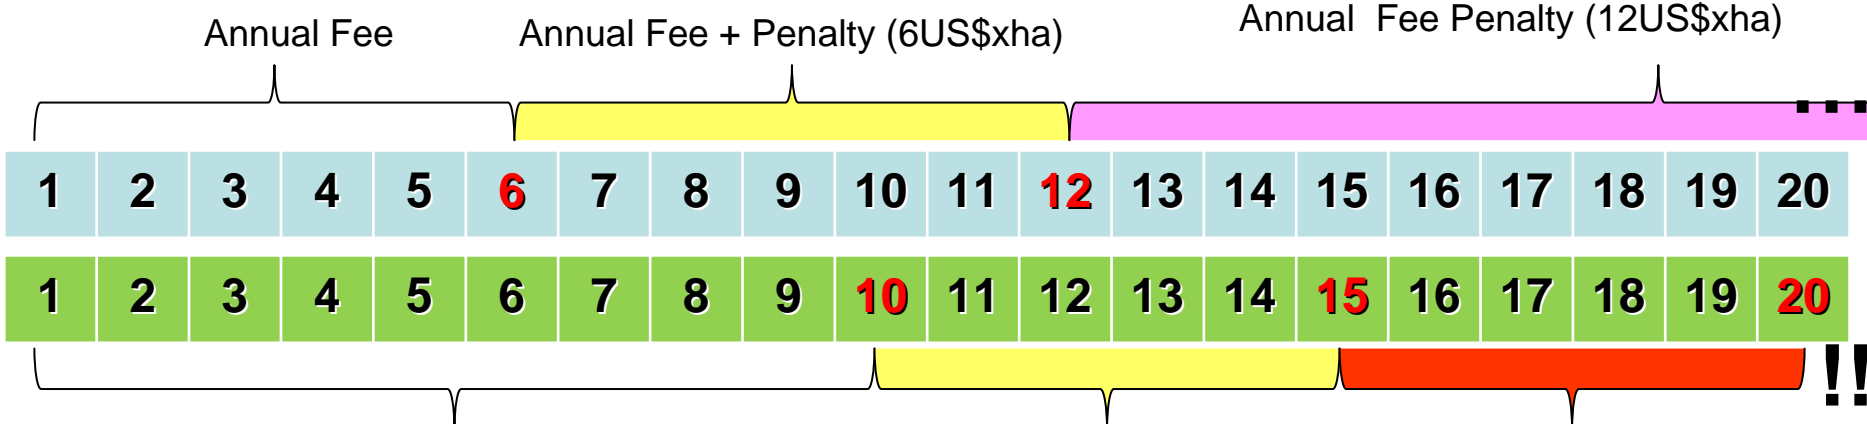 Annual Fee Penalty (12US$xha)
Annual Fee Annual Fee + Penalty (6US$xha)
...
1 2 3 4 5 6 7 8 9 10 11 12 13 14 15 16 17 18 19 20
1 2 3 4 5 6 7 8 9 10 11 12 13 14 15 16 17 18 19 20
!!